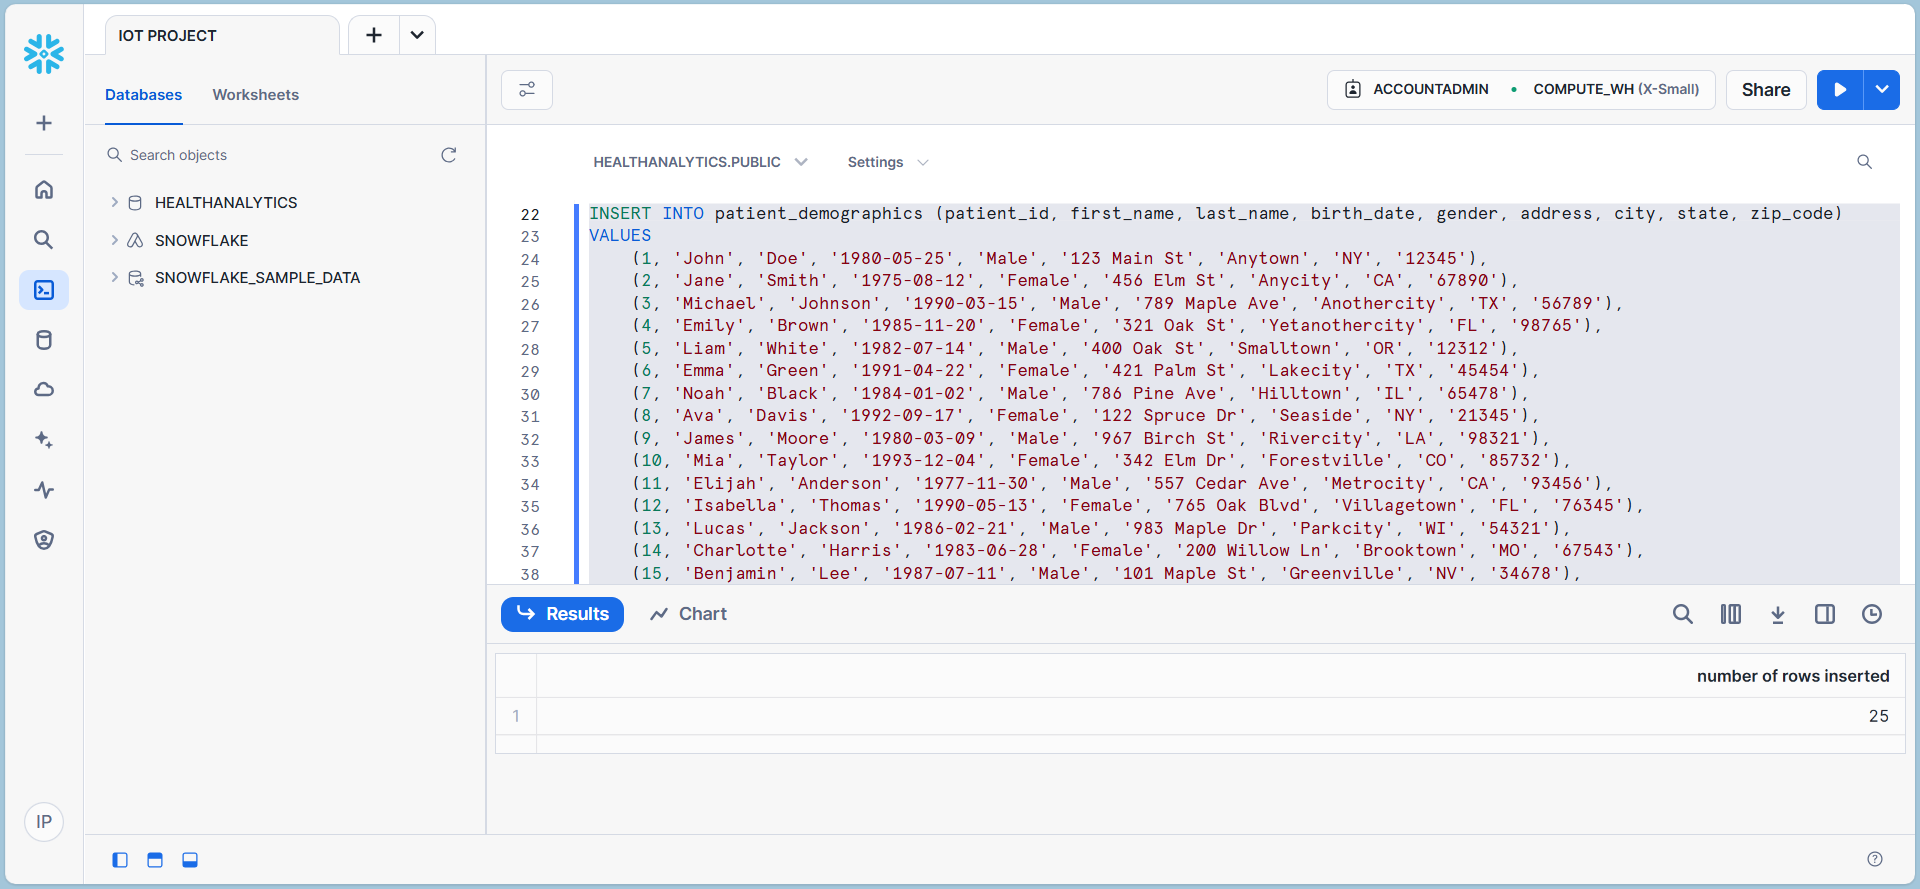 IOT PROJECT
Databases Worksheets
ACCOUNTADMIN • COMPUTE_WH (X-Small) Share
Search objects
HEALTHANALYTICS
SNOWFLAKE
SNOWFLAKE_SAMPLE_DATA
HEALTHANALYTICS.PUBLIC Settings
22 INSERT INTO patient_demographics (patient_id, first_name, last_name, birth_date, gender, address, city, state, zip_code)
23 VALUES
24 (1, 'John', 'Doe', '1980-05-25', 'Male', '123 Main St', 'Anytown', 'NY', '12345'),
25 (2, 'Jane', 'Smith', '1975-08-12', 'Female', '456 Elm St', 'Anycity', 'CA', '67890'),
26 (3, 'Michael', 'Johnson', '1990-03-15', 'Male', '789 Maple Ave', 'Anothercity', 'TX', '56789'),
27 (4, 'Emily', 'Brown', '1985-11-20', 'Female', '321 Oak St', 'Yetanothercity', 'FL', '98765'),
28 (5, 'Liam', 'White', '1982-07-14', 'Male', '400 Oak St', 'Smalltown', 'OR', '12312'),
29 (6, 'Emma', 'Green', '1991-04-22', 'Female', '421 Palm St', 'Lakecity', 'TX', '45454'),
30 (7, 'Noah', 'Black', '1984-01-02', 'Male', '786 Pine Ave', 'Hilltown', 'IL', '65478'),
31 (8, 'Ava', 'Davis', '1992-09-17', 'Female', '122 Spruce Dr', 'Seaside', 'NY', '21345'),
32 (9, 'James', 'Moore', '1980-03-09', 'Male', '967 Birch St', 'Rivercity', 'LA', '98321'),
33 (10, 'Mia', 'Taylor', '1993-12-04', 'Female', '342 Elm Dr', 'Forestville', 'CO', '85732'),
34 (11, 'Elijah', 'Anderson', '1977-11-30', 'Male', '557 Cedar Ave', 'Metrocity', 'CA', '93456'),
35 (12, 'Isabella', 'Thomas', '1990-05-13', 'Female', '765 Oak Blvd', 'Villagetown', 'FL', '76345'),
36 (13, 'Lucas', 'Jackson', '1986-02-21', 'Male', '983 Maple Dr', 'Parkcity', 'WI', '54321'),
37 (14, 'Charlotte', 'Harris', '1983-06-28', 'Female', '200 Willow Ln', 'Brooktown', 'MO', '67543'),
38 (15, 'Benjamin', 'Lee', '1987-07-11', 'Male', '101 Maple St', 'Greenville', 'NV', '34678'),
Results Chart
number of rows inserted
1 25
IP